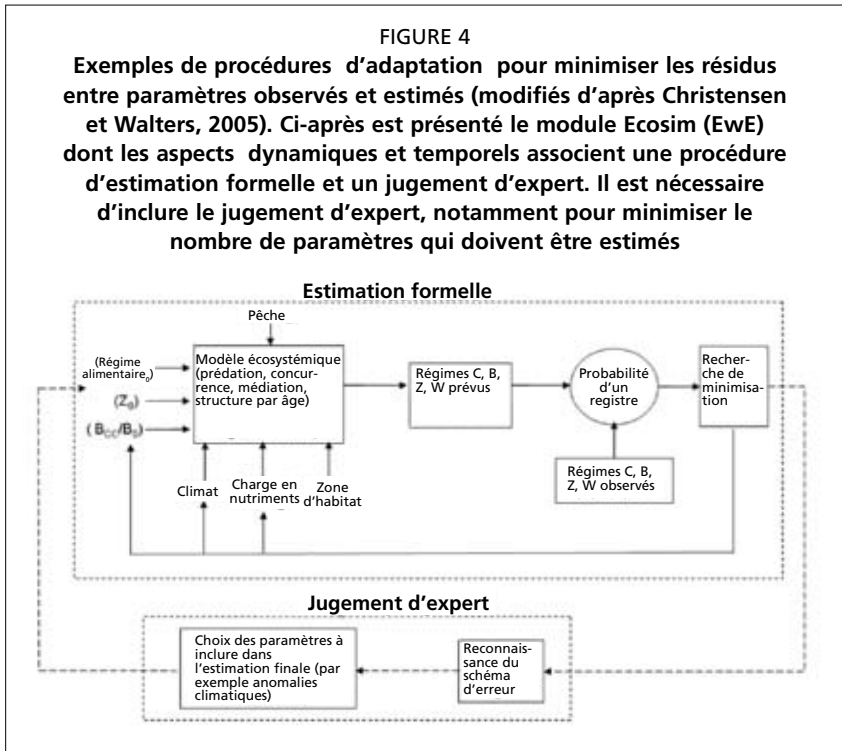 FIGURE 4
Exemples de procédures d'adaptation pour minimiser les résidus
entre paramètres observés et estimés (modifiés d'après Christensen
et Walters, 2005). Ci-après est présenté le module Ecosim (EwE)
dont les aspects dynamiques et temporels associent une procédure
d'estimation formelle et un jugement d'expert. Il est nécessaire
d'inclure le jugement d'expert, notamment pour minimiser le
nombre de paramètres qui doivent être estimés
Estimation formelle
Pêche
(Régime
alimentaire₀)
(Z₀)
(B_CC/B₀)
Modèle écosystémique
(prédation, concur-
rence, médiation,
structure par âge)
Climat
Charge en
nutriments
Zone
d'habitat
Régimes C, B,
Z, W prévus
Probabilité
d'un
registre
Régimes C, B,
Z, W observés
Recher-
che de
minimis-
ation
Jugement d'expert
Choix des paramètres à
inclure dans
l'estimation finale (par
exemple anomalies
climatiques)
Reconnais-
sance du
schéma
d'erreur